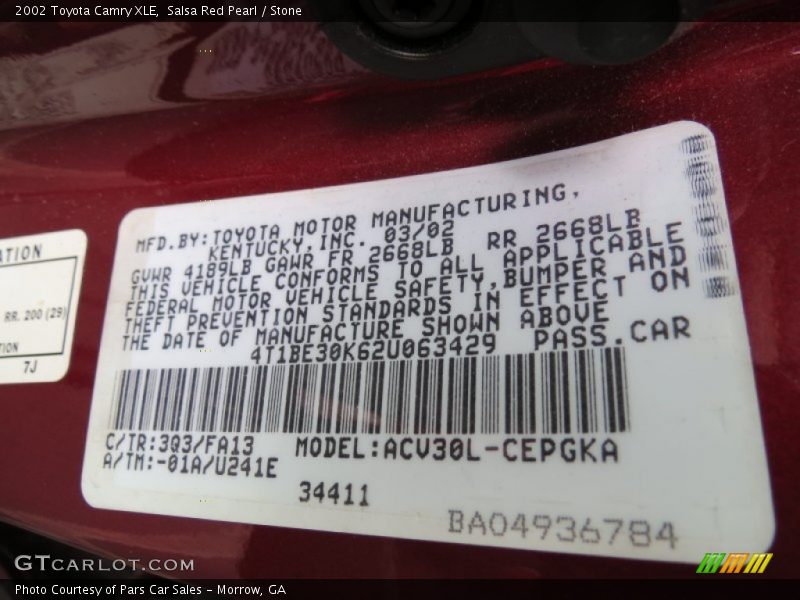 2002 Toyota Camry XLE, Salsa Red Pearl / Stone
MFD.BY:TOYOTA MOTOR MANUFACTURING,
KENTUCKY,INC. 03/02
GVWR 4189LB GAWR FR 2668LB RR 2668LB
THIS VEHICLE CONFORMS TO ALL APPLICABLE
FEDERAL MOTOR VEHICLE SAFETY,BUMPER AND
THEFT PREVENTION STANDARDS IN EFFECT ON
THE DATE OF MANUFACTURE SHOWN ABOVE
4T1BE30K62U063429 PASS.CAR
C/TR:3Q3/FA13 MODEL:ACV30L-CEPGKA
A/TM:-01A/U241E
34411
BA04936784
ATION
RR. 200 (29)
TION
7J
GTCARLOT.COM
Photo Courtesy of Pars Car Sales - Morrow, GA